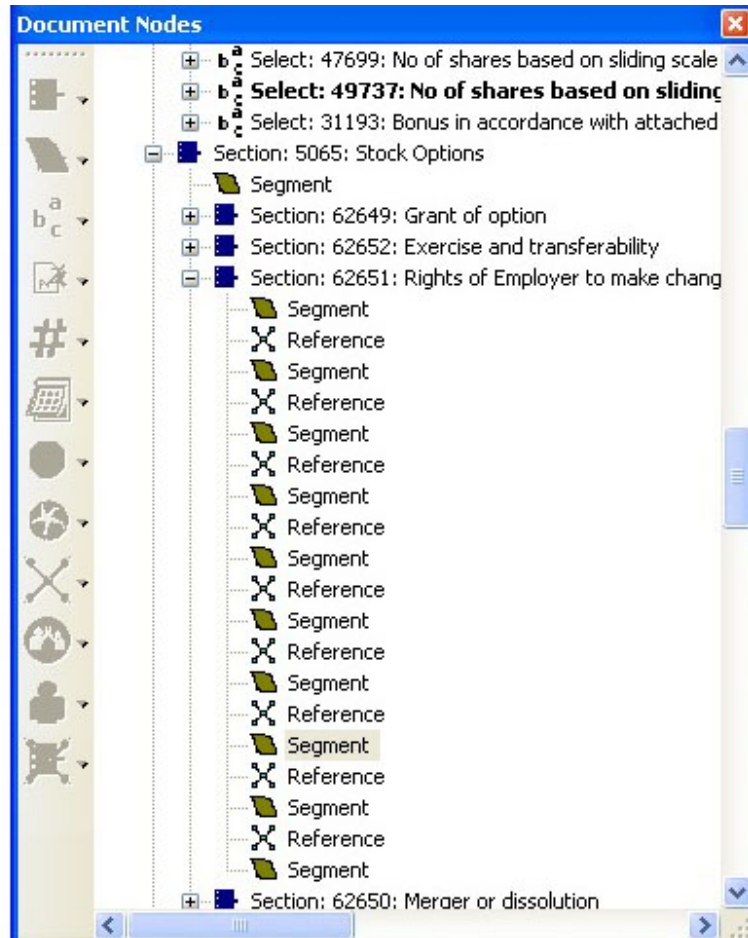 Document Nodes
Select: 47699: No of shares based on sliding scale
Select: 49737: No of shares based on sliding
Select: 31193: Bonus in accordance with attached
Section: 5065: Stock Options
Segment
Section: 62649: Grant of option
Section: 62652: Exercise and transferability
Section: 62651: Rights of Employer to make chang
Segment
Reference
Segment
Reference
Segment
Reference
Segment
Reference
Segment
Reference
Segment
Reference
Segment
Reference
Segment
Reference
Segment
Reference
Segment
Section: 62650: Merger or dissolution